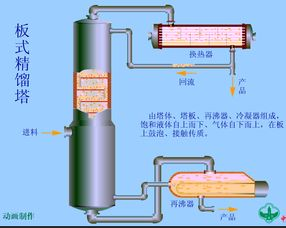 板式精馏塔
换热器
回流
产品
由塔体、塔板、再沸器、冷凝器组成，
饱和液体自上而下、气体自下而上，在板
上鼓泡、接触传质。
进料
再沸器
产品
动画制作